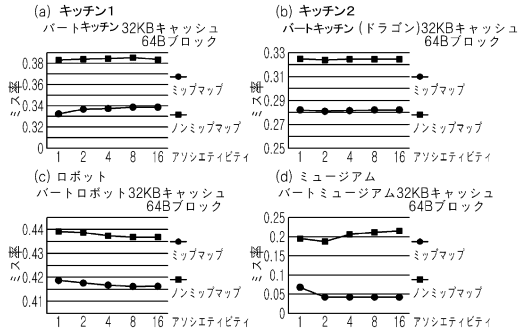 (a) キッチン1
バートキッチン32KBキャッシュ
64Bブロック
ミス率
0.38
0.36
0.34
0.32
0
1 2 4 8 16 アソシエティビティ
ミップマップ
ノンミップマップ
(b) キッチン2
バートキッチン(ドラゴン)32KBキャッシュ
64Bブロック
ミス率
0.33
0.31
0.29
0.27
0.25
1 2 4 8 16 アソシエティビティ
ミップマップ
ノンミップマップ
(c) ロボット
バートロボット32KBキャッシュ
64Bブロック
ミス率
0.44
0.43
0.42
0.41
1 2 4 8 16 アソシエティビティ
ミップマップ
ノンミップマップ
(d) ミュージアム
バートミュージアム32KBキャッシュ
64Bブロック
ミス率
0.25
0.2
0.15
0.1
0.05
0.0
1 2 4 8 16 アソシエティビティ
ミップマップ
ノンミップマップ